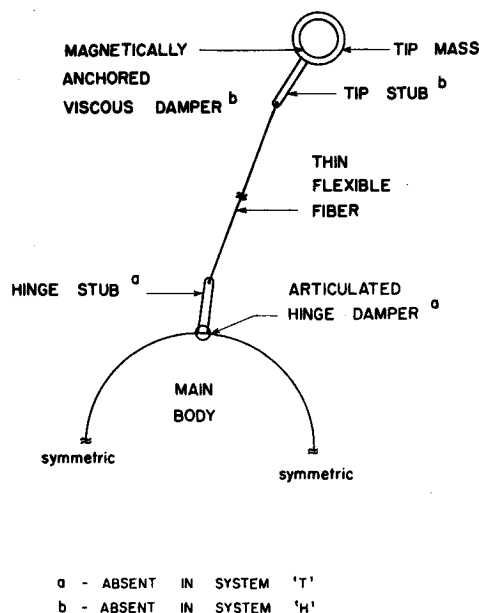 MAGNETICALLY
ANCHORED
VISCOUS DAMPER b
TIP MASS
TIP STUB b
THIN
FLEXIBLE
FIBER
HINGE STUB a
ARTICULATED
HINGE DAMPER a
MAIN
BODY
symmetric
symmetric
a - ABSENT IN SYSTEM 'T'
b - ABSENT IN SYSTEM 'H'